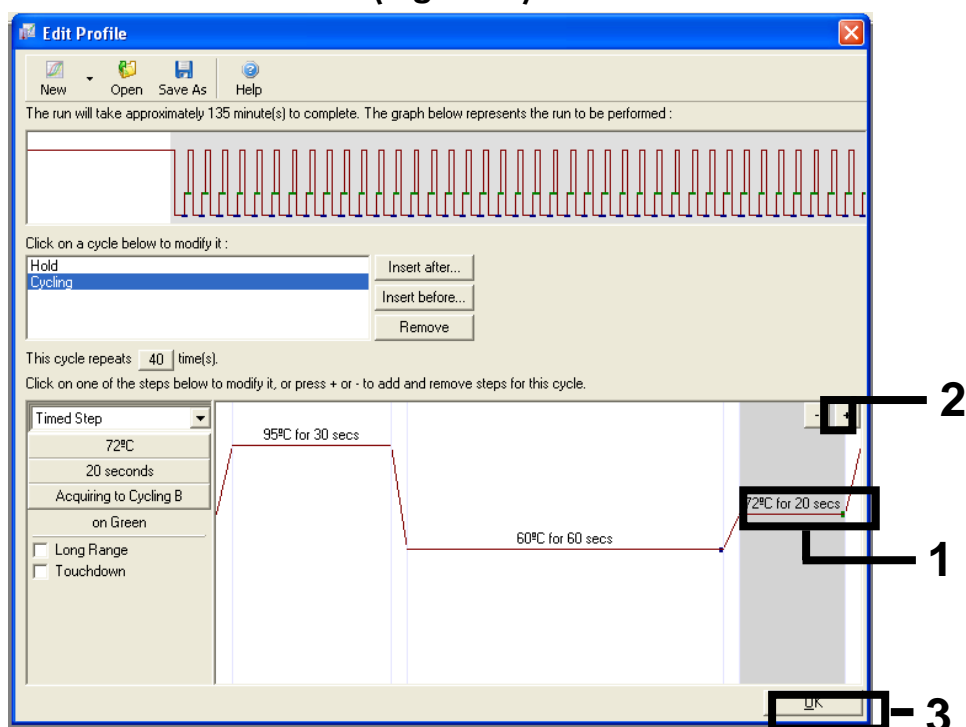 Edit Profile
New Open Save As Help
The run will take approximately 135 minute(s) to complete. The graph below represents the run to be performed :
Click on a cycle below to modify it :
Hold
Cycling
Insert after...
Insert before...
Remove
This cycle repeats 40 time(s).
Click on one of the steps below to modify it, or press + or - to add and remove steps for this cycle.
Timed Step
72ºC
20 seconds
Acquiring to Cycling B
on Green
Long Range
Touchdown
95ºC for 30 secs
60ºC for 60 secs
72ºC for 20 secs
- +
2
1
OK
3